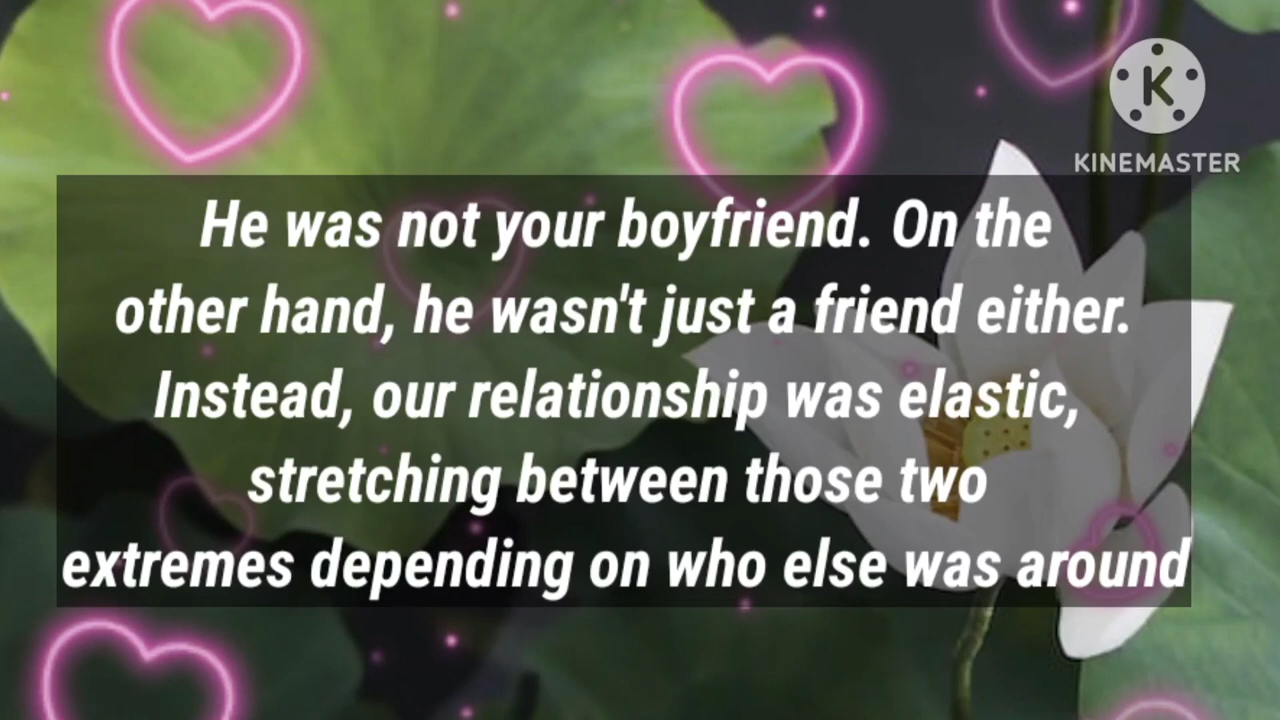 K
KINEMASTER
He was not your boyfriend. On the
other hand, he wasn't just a friend either.
Instead, our relationship was elastic,
stretching between those two
extremes depending on who else was around